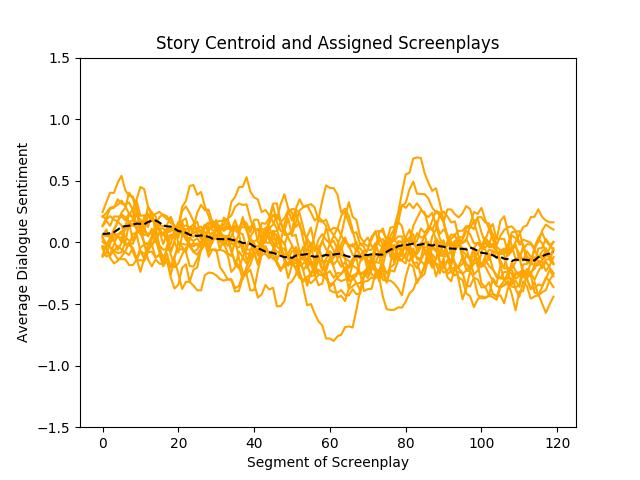 Story Centroid and Assigned Screenplays
1.5
1.0
0.5
0.0
−0.5
−1.0
−1.5
Average Dialogue Sentiment
0 20 40 60 80 100 120
Segment of Screenplay